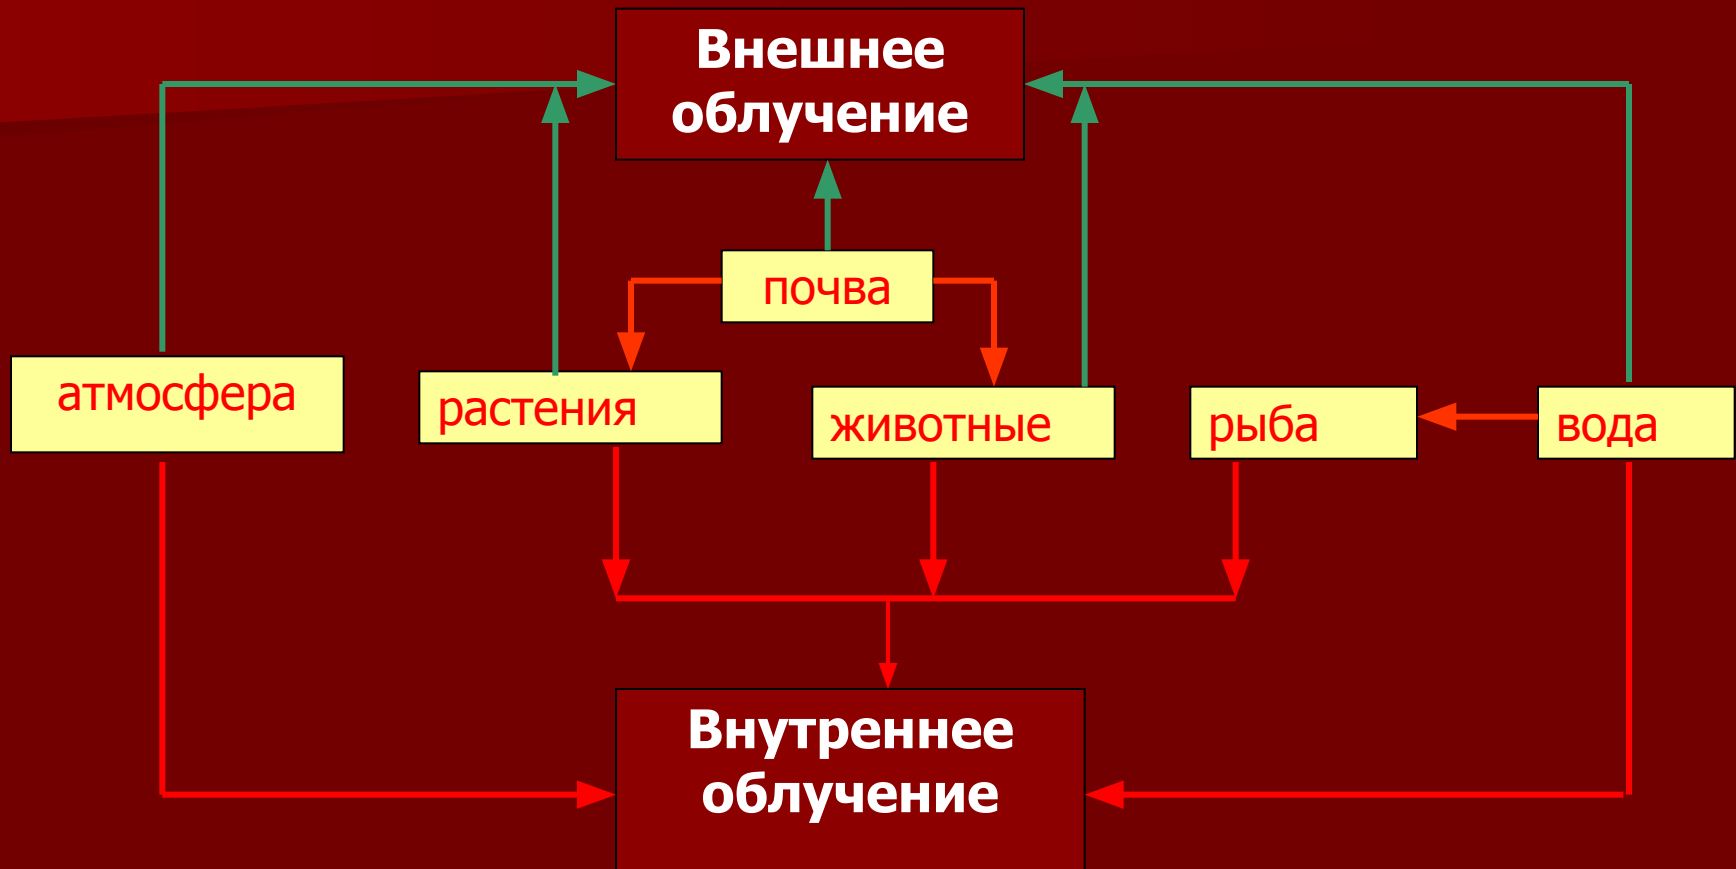 Внешнее
облучение
почва
атмосфера
растения
животные
рыба
вода
Внутреннее
облучение